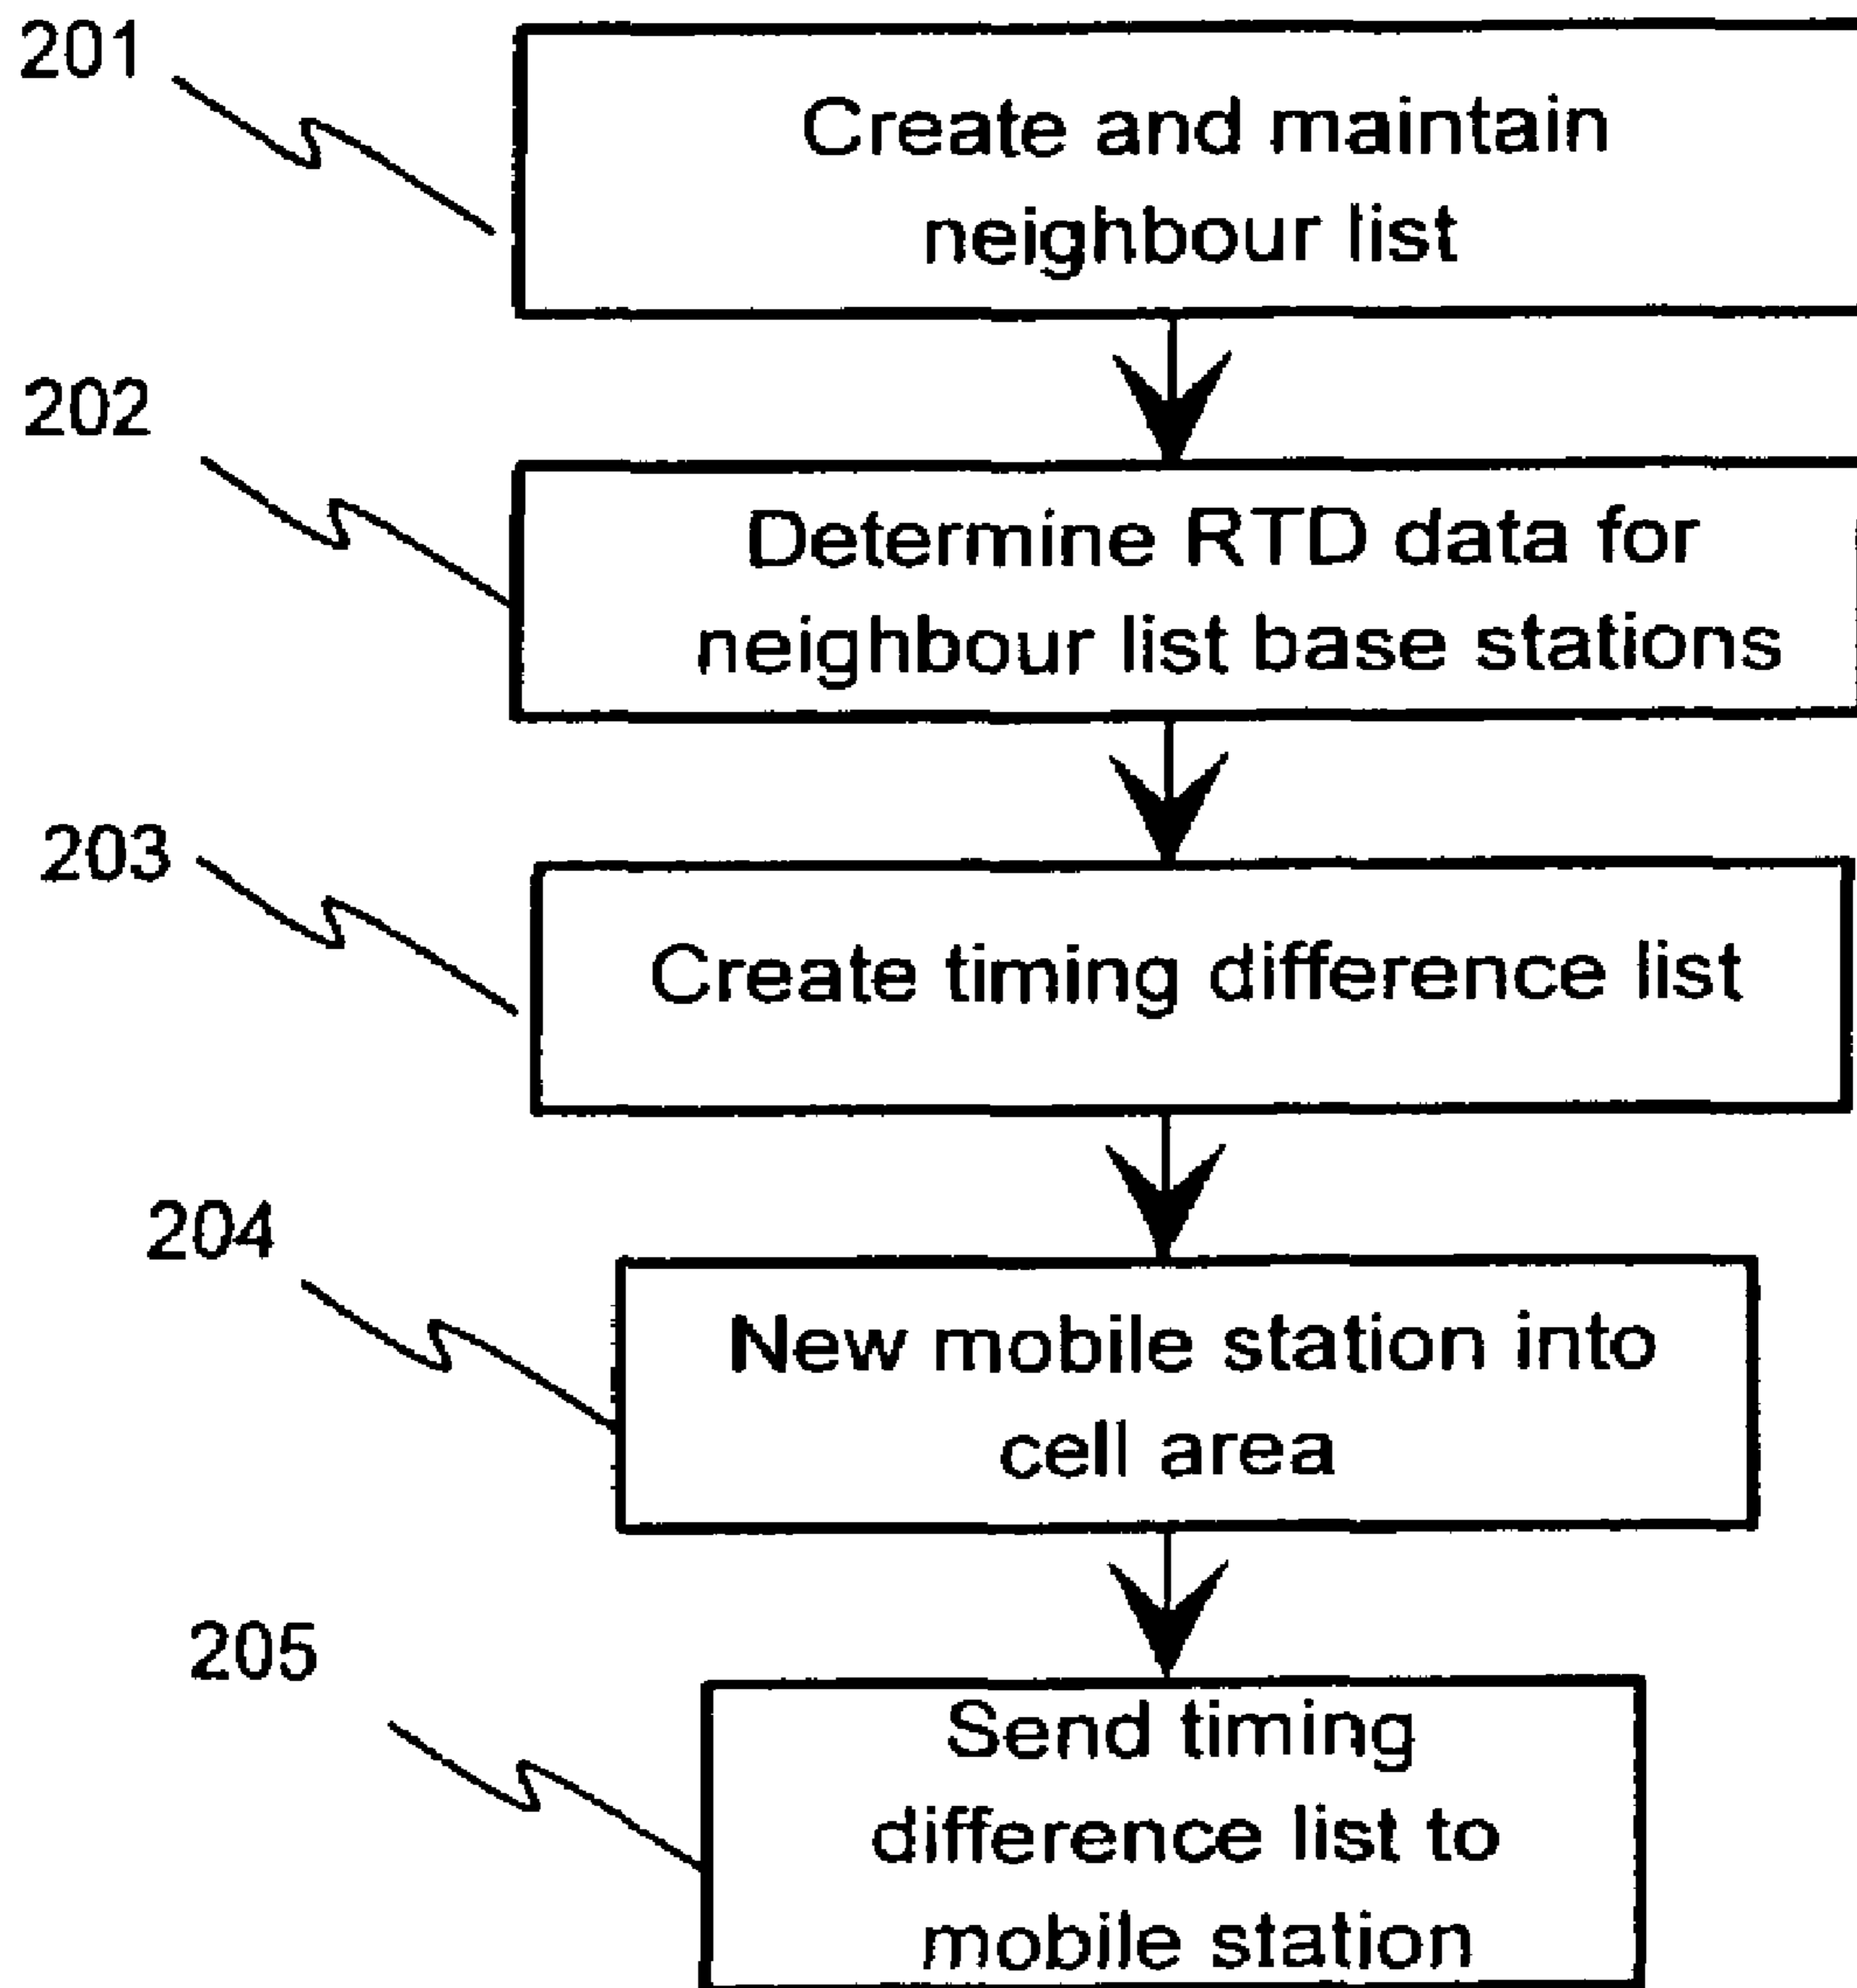 201
Create and maintain
neighbour list
202
Determine RTD data for
neighbour list base stations
203
Create timing difference list
204
New mobile station into
cell area
205
Send timing
difference list to
mobile station